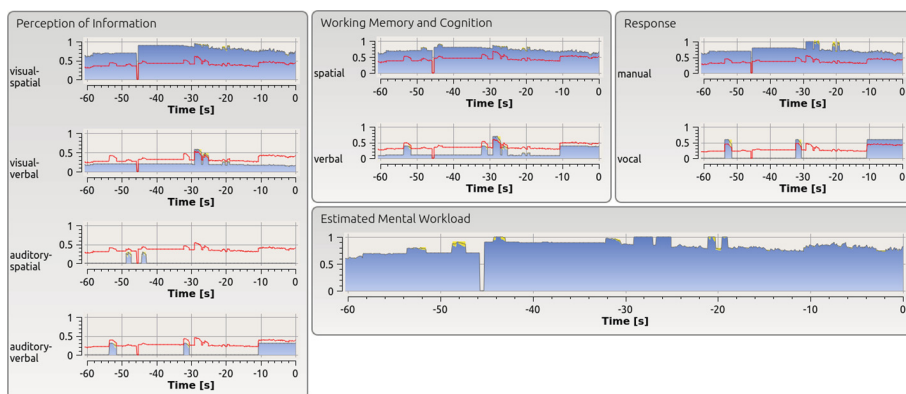 Perception of Information
visual-
spatial
1
0.5
0
-60 -50 -40 -30 -20 -10 0
Time [s]
visual-
verbal
1
0.5
0
-60 -50 -40 -30 -20 -10 0
Time [s]
auditory-
spatial
1
0.5
0
-60 -50 -40 -30 -20 -10 0
Time [s]
auditory-
verbal
1
0.5
0
-60 -50 -40 -30 -20 -10 0
Time [s]
Working Memory and Cognition
spatial
1
0.5
0
-60 -50 -40 -30 -20 -10 0
Time [s]
verbal
1
0.5
0
-60 -50 -40 -30 -20 -10 0
Time [s]
Response
manual
1
0.5
0
-60 -50 -40 -30 -20 -10 0
Time [s]
vocal
1
0.5
0
-60 -50 -40 -30 -20 -10 0
Time [s]
Estimated Mental Workload
1
0.5
0
-60 -50 -40 -30 -20 -10 0
Time [s]